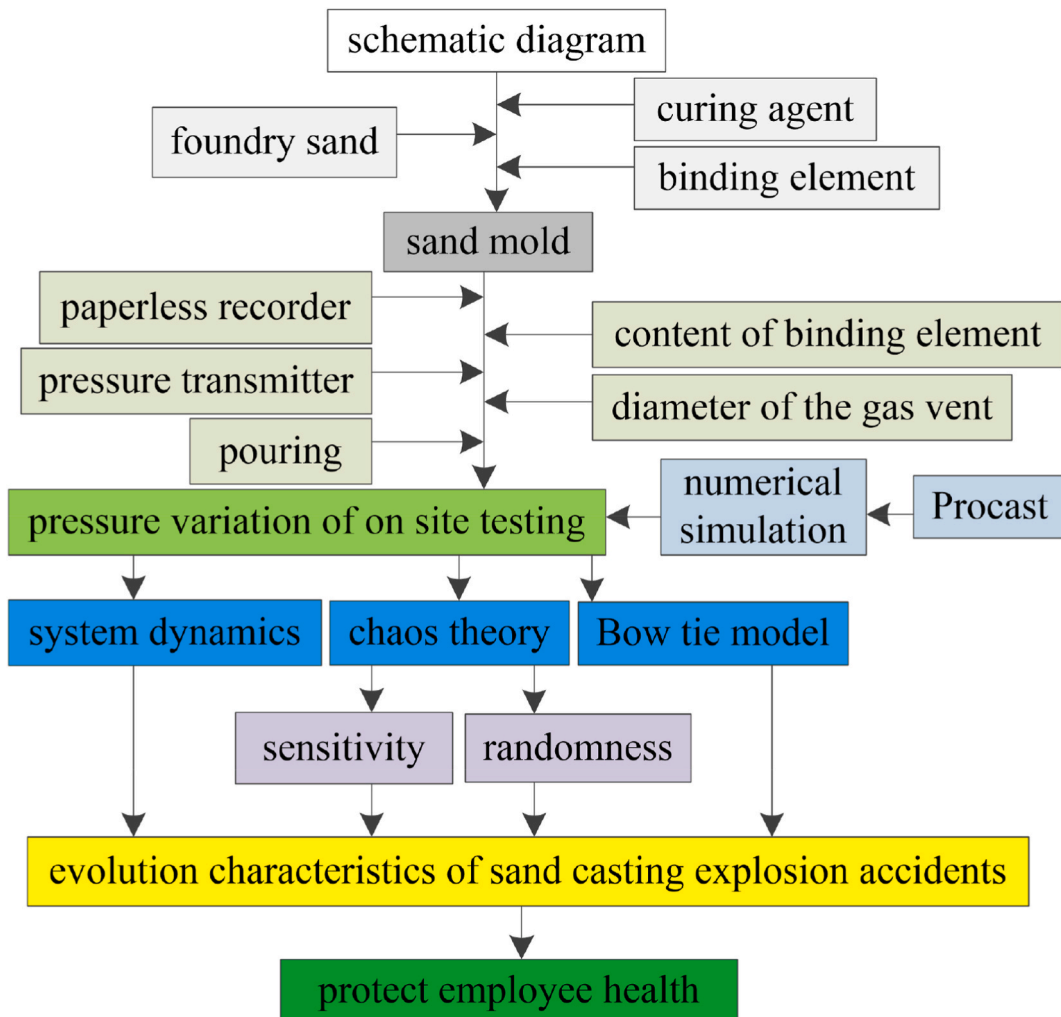 schematic diagram
curing agent
foundry sand
binding element
sand mold
paperless recorder
content of binding element
pressure transmitter
diameter of the gas vent
pouring
numerical
simulation
Procast
pressure variation of on site testing
system dynamics
chaos theory
Bow tie model
sensitivity
randomness
evolution characteristics of sand casting explosion accidents
protect employee health